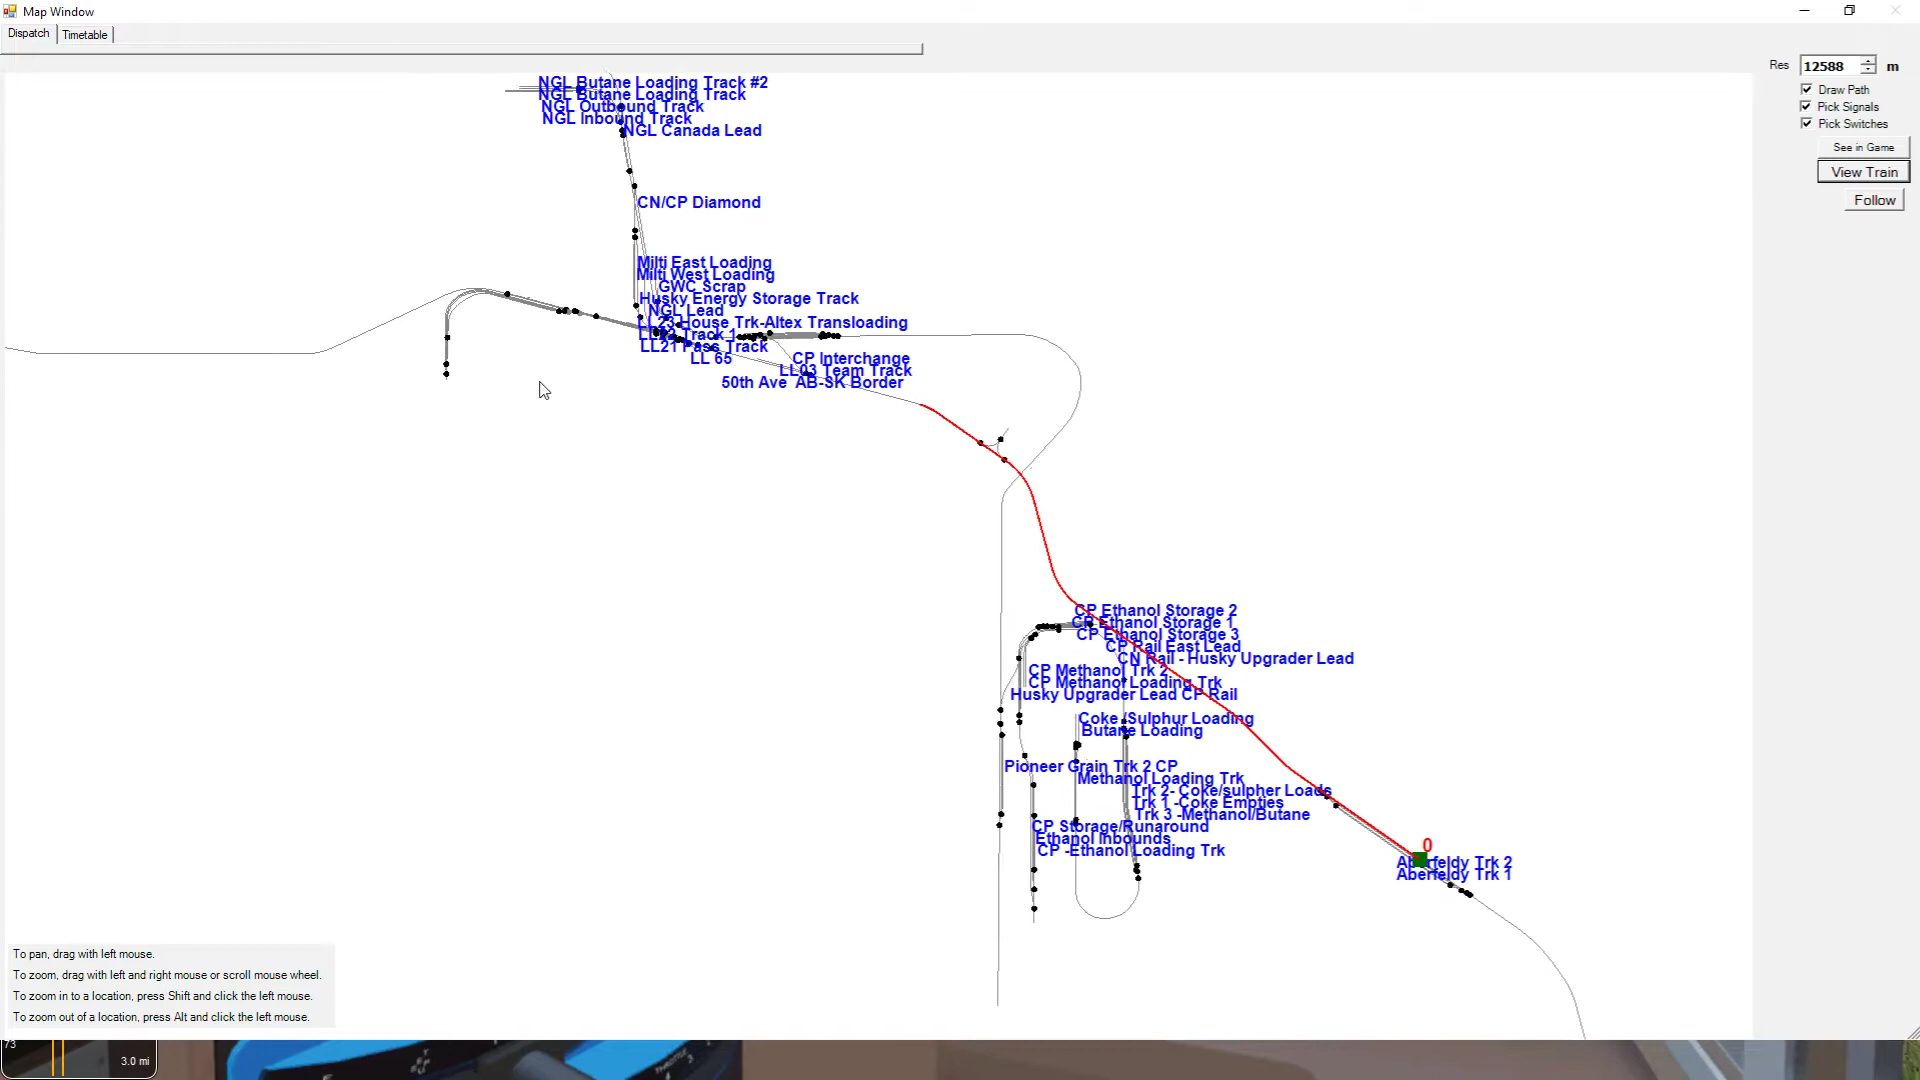 Map Window
Dispatch
Timetable
Res
12588
m
Draw Path
Pick Signals
Pick Switches
See in Game
View Train
Follow
NGL Butane Loading Track #2
NGL Butane Loading Track
NGL Outbound Track
NGL Inbound Track
NGL Canada Lead
CN/CP Diamond
Milti East Loading
Milti West Loading
GWC Scrap
Husky Energy Storage Track
NGL Lead
LL23 House Trk-Altex Transloading
LL22 Track 1
LL21 Pass Track
LL 65
CP Interchange
LL03 Team Track
50th Ave AB-SK Border
CP Ethanol Storage 2
CP Ethanol Storage 1
CP Ethanol Storage 3
CP Rail East Lead
CN Rail - Husky Upgrader Lead
CP Methanol Trk 2
CP Methanol Loading Trk
Husky Upgrader Lead CP Rail
Coke /Sulphur Loading
Butane Loading
Pioneer Grain Trk 2 CP
Methanol Loading Trk
Trk 2- Coke/sulpher Loads
Trk 1 -Coke Empties
Trk 3 -Methanol/Butane
CP Storage/Runaround
Ethanol Inbounds
CP -Ethanol Loading Trk
0
Aberfeldy Trk 2
Aberfeldy Trk 1
To pan, drag with left mouse.
To zoom, drag with left and right mouse or scroll mouse wheel.
To zoom in to a location, press Shift and click the left mouse.
To zoom out of a location, press Alt and click the left mouse.
73
3.0 mi
THROTTLE